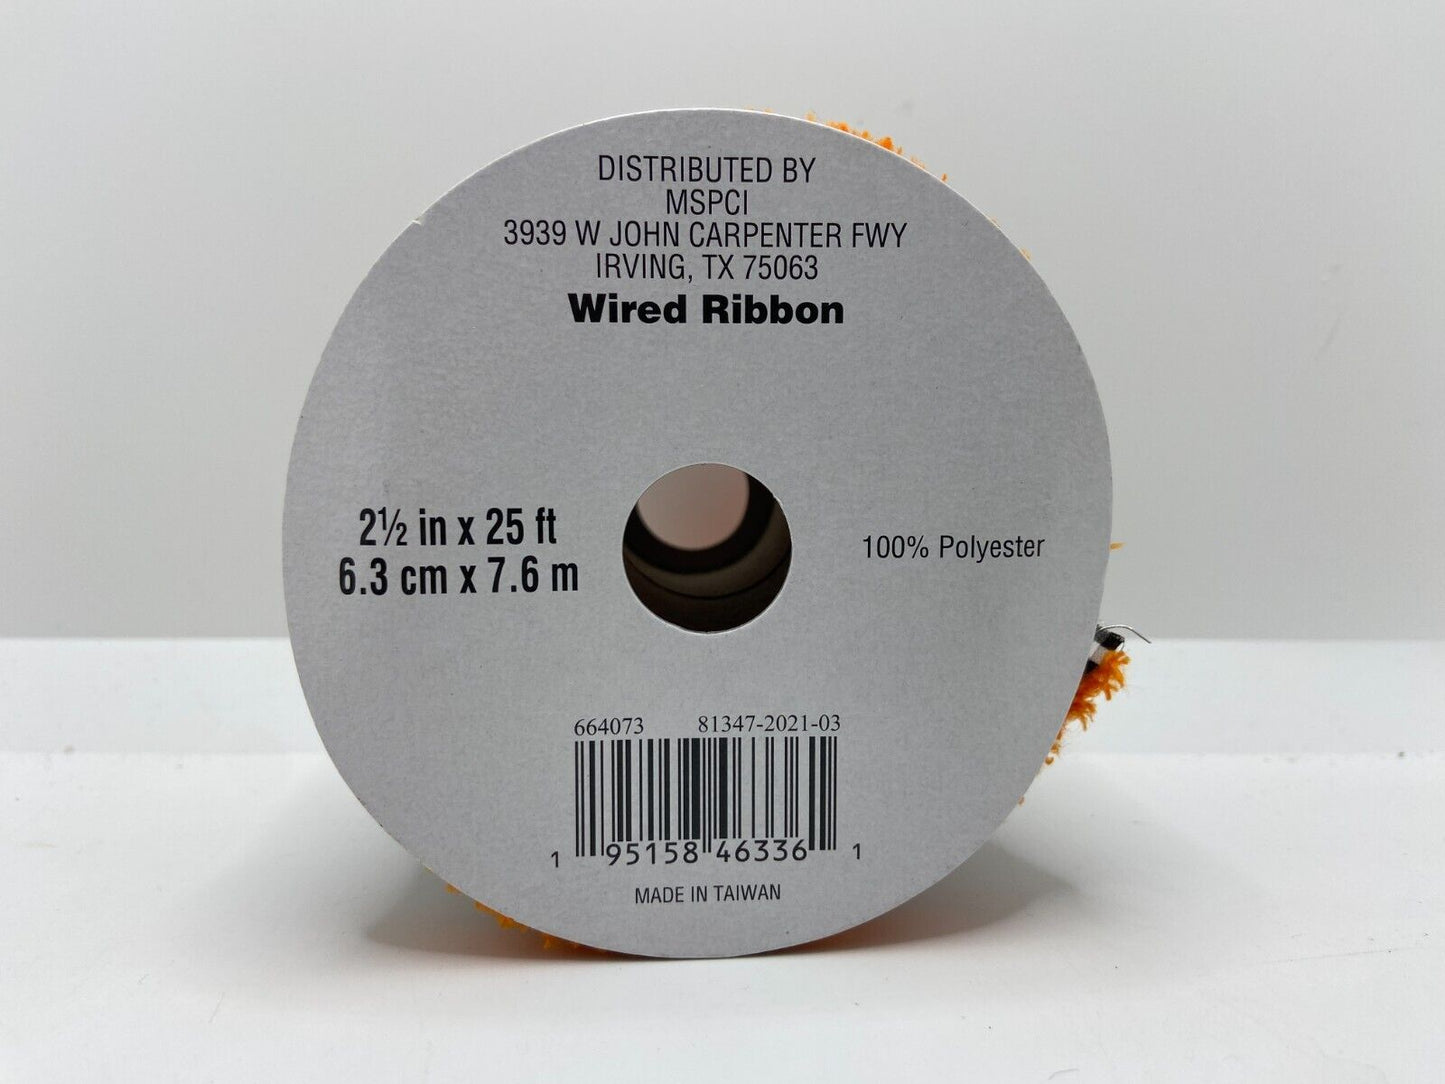 DISTRIBUTED BY
MSPCI
3939 W JOHN CARPENTER FWY
IRVING, TX 75063
Wired Ribbon
2½ in x 25 ft
6.3 cm x 7.6 m
100% Polyester
664073 81347-2021-03
1 95158 46336 1
MADE IN TAIWAN